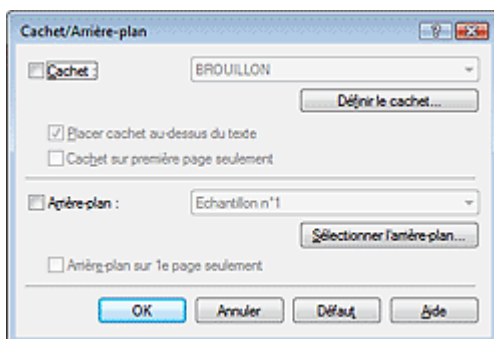 Cachet/Arrière-plan
Cachet : BROUILLON
Définir le cachet...
Placer cachet au-dessus du texte
Cachet sur première page seulement
Arrière-plan : Echantillon n°1
Sélectionner l'arrière-plan...
Arrière-plan sur 1e page seulement
OK Annuler Défaut Aide